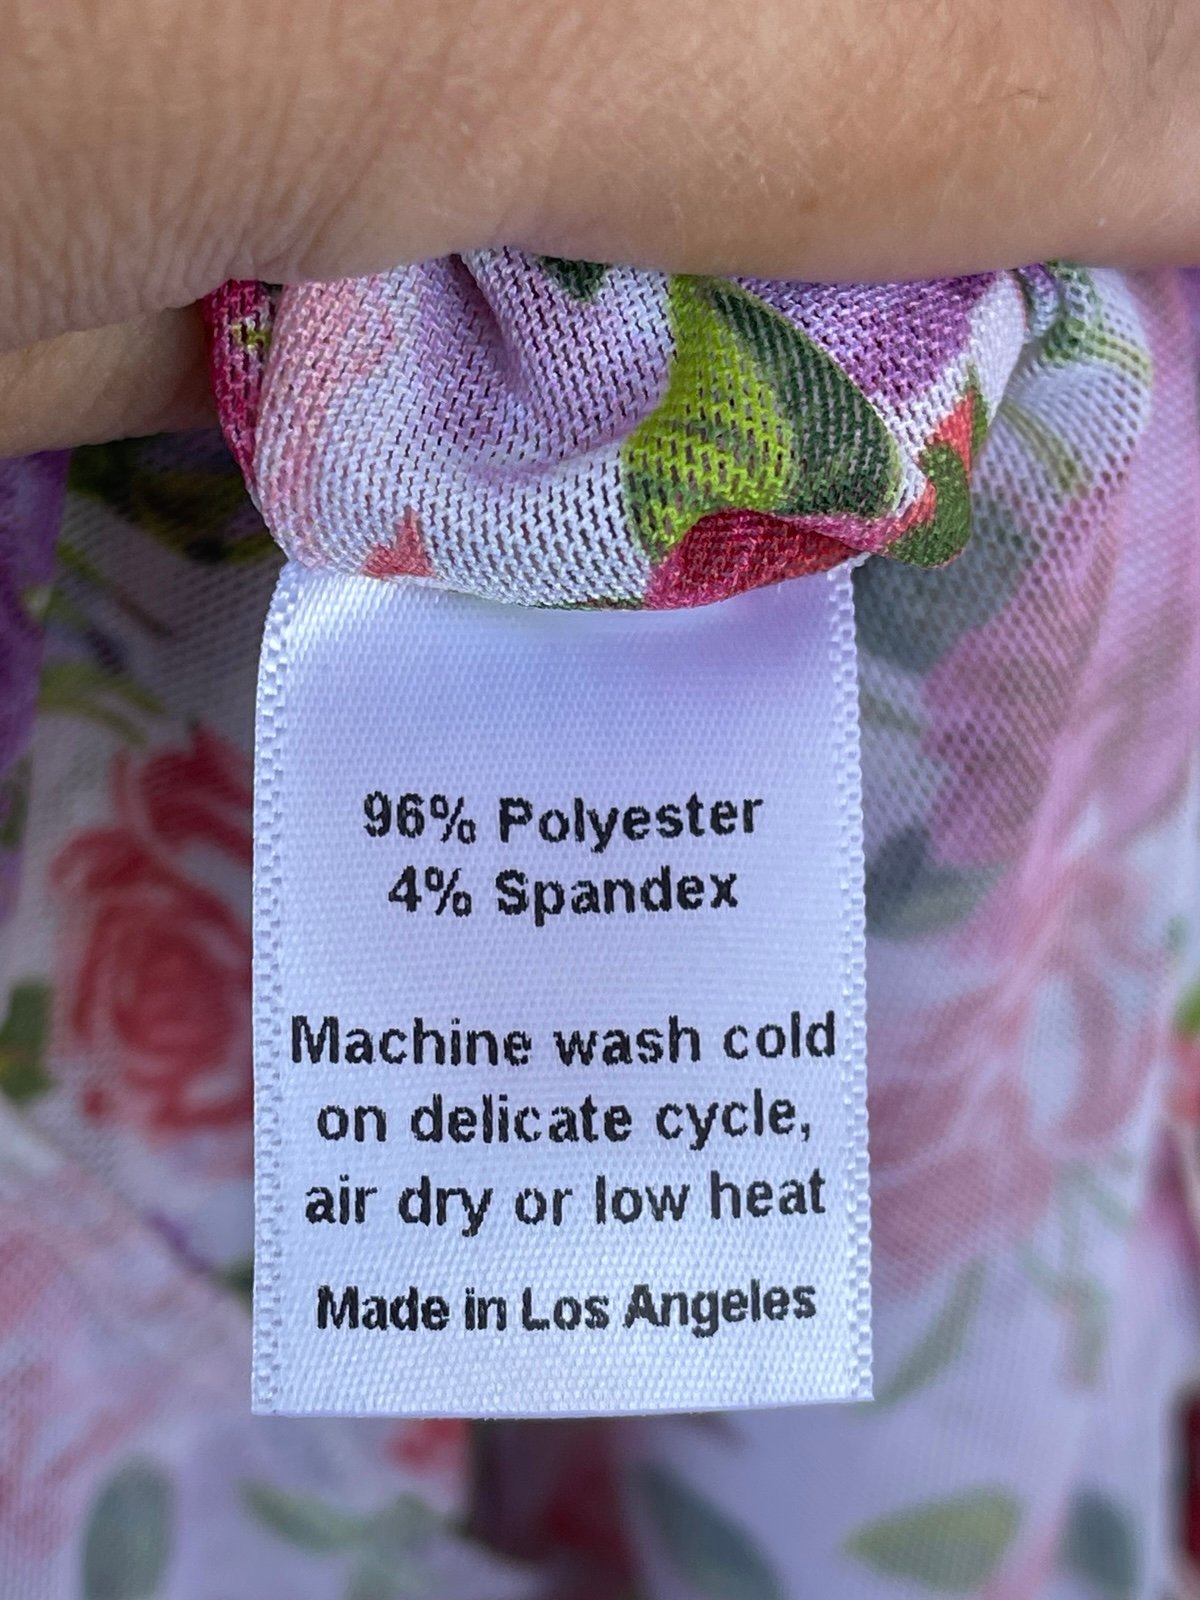 96% Polyester
4% Spandex
Machine wash cold
on delicate cycle,
air dry or low heat
Made in Los Angeles